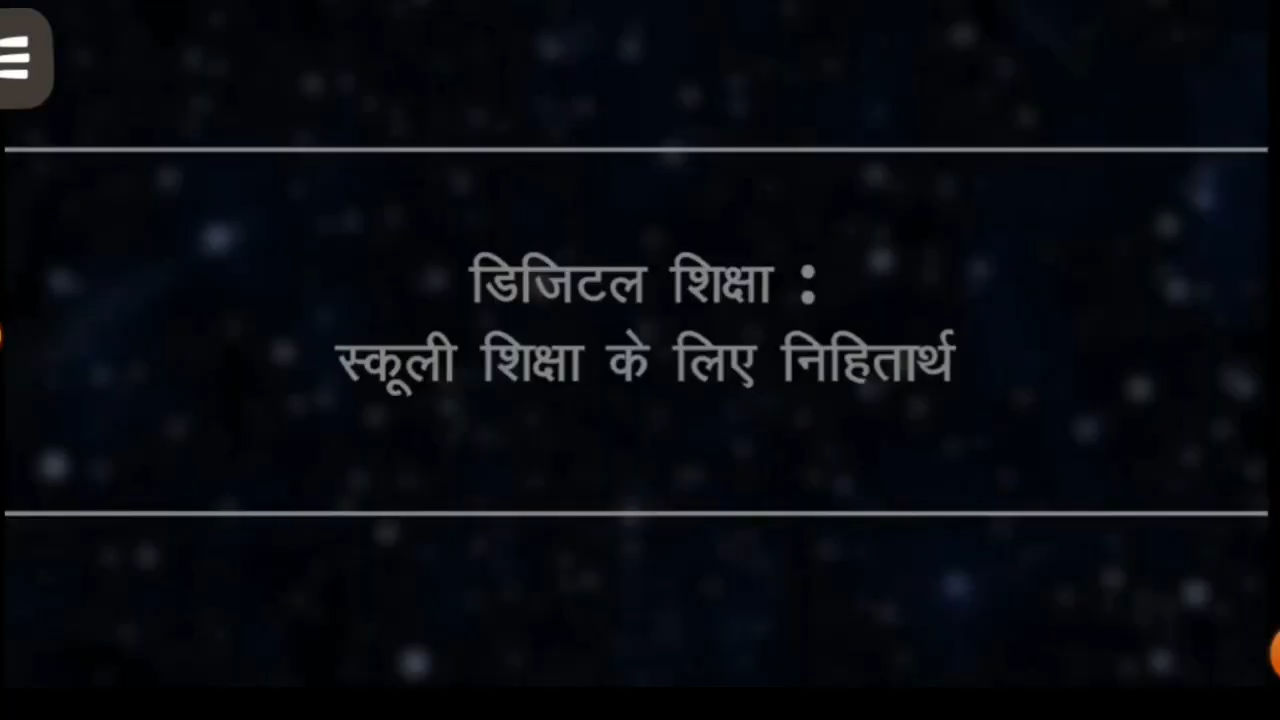 डिजिटल शिक्षा :
स्कूली शिक्षा के लिए निहितार्थ